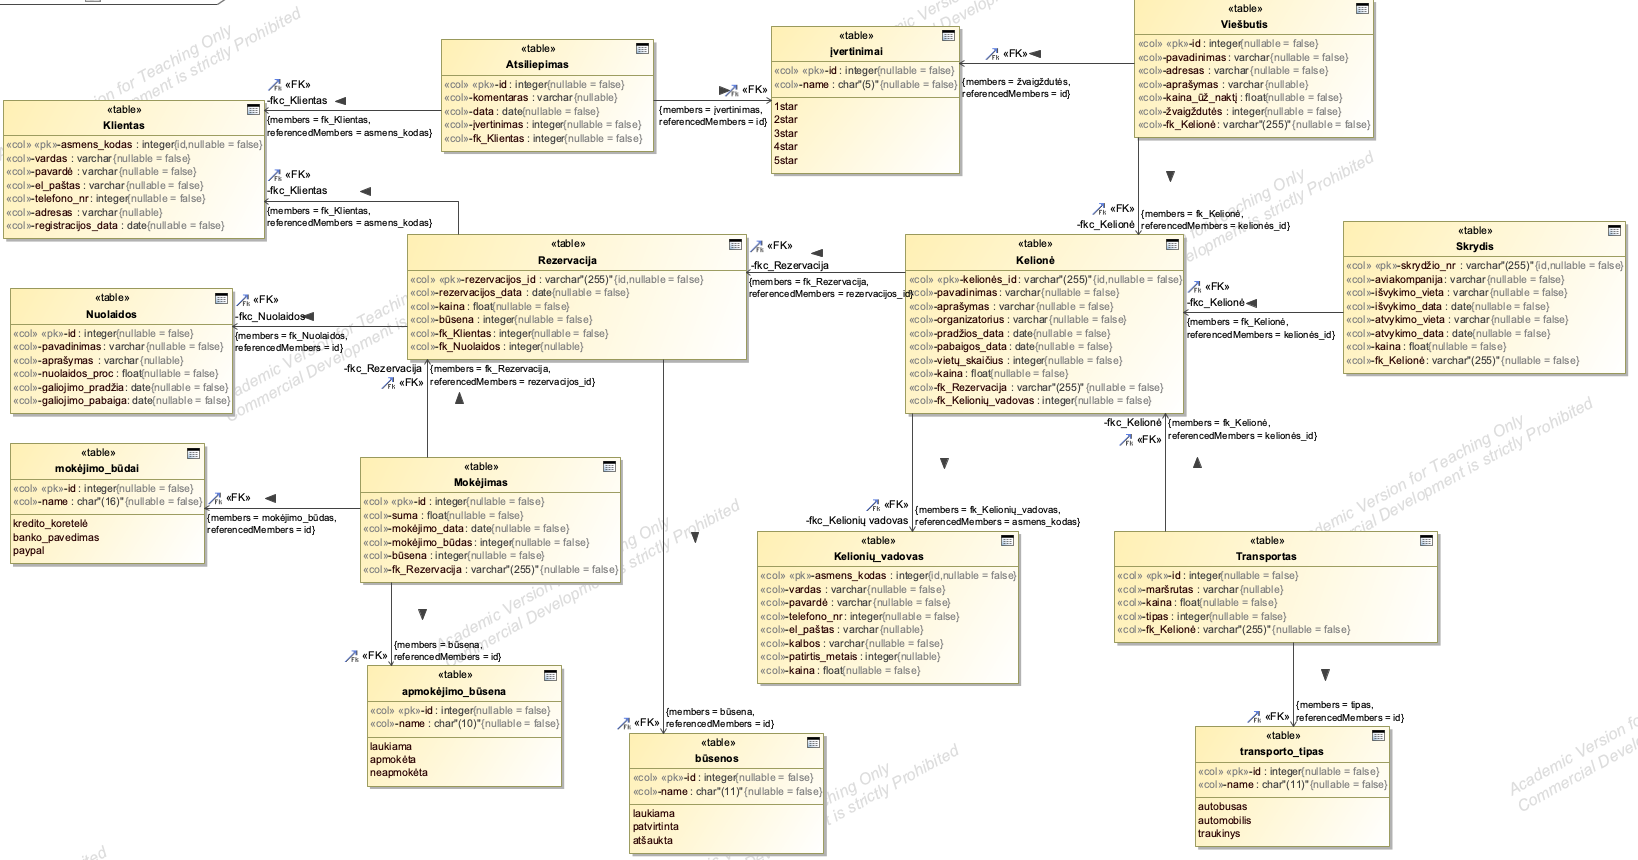 «table»
Klientas
«col» «pk»-asmens_kodas : integer{id,nullable = false}
«col»-vardas : varchar{nullable = false}
«col»-pavardė : varchar{nullable = false}
«col»-el_paštas : varchar{nullable = false}
«col»-telefono_nr : integer{nullable = false}
«col»-adresas : varchar{nullable}
«col»-registracijos_data : date{nullable = false}
«FK»
-fkc_Klientas
{members = fk_Klientas,
referencedMembers = asmens_kodas}
«table»
Atsiliepimas
«col» «pk»-id : integer{nullable = false}
«col»-komentaras : varchar{nullable}
«col»-data : date{nullable = false}
«col»-įvertinimas : integer{nullable = false}
«col»-fk_Klientas : integer{nullable = false}
«FK»
{members = įvertinimas,
referencedMembers = id}
«table»
įvertinimai
«col» «pk»-id : integer{nullable = false}
«col»-name : char"(5)"{nullable = false}
1star
2star
3star
4star
5star
«FK»
{members = žvaigždutės,
referencedMembers = id}
«table»
Viešbutis
«col» «pk»-id : integer{nullable = false}
«col»-pavadinimas : varchar{nullable = false}
«col»-adresas : varchar{nullable = false}
«col»-aprašymas : varchar{nullable = false}
«col»-kaina_ūž_naktį : float{nullable = false}
«col»-žvaigždutės : integer{nullable = false}
«col»-fk_Kelionė : varchar"(255)"{nullable = false}
«FK»
-fkc_Klientas
{members = fk_Klientas,
referencedMembers = asmens_kodas}
«FK»
-fkc_Kelionė
{members = fk_Kelionė,
referencedMembers = kelionės_id}
«table»
Rezervacija
«col» «pk»-rezervacijos_id : varchar"(255)"{id,nullable = false}
«col»-rezervacijos_data : date{nullable = false}
«col»-kaina : float{nullable = false}
«col»-būsena : integer{nullable = false}
«col»-fk_Klientas : integer{nullable = false}
«col»-fk_Nuolaidos : integer{nullable}
«FK»
-fkc_Rezervacija
{members = fk_Rezervacija,
referencedMembers = rezervacijos_id}
«table»
Kelionė
«col» «pk»-kelionės_id : varchar"(255)"{id,nullable = false}
«col»-pavadinimas : varchar{nullable = false}
«col»-aprašymas : varchar{nullable = false}
«col»-organizatorius : varchar{nullable = false}
«col»-pradžios_data : date{nullable = false}
«col»-pabaigos_data : date{nullable = false}
«col»-vietų_skaičius : integer{nullable = false}
«col»-kaina : float{nullable = false}
«col»-fk_Rezervacija : varchar"(255)"{nullable = false}
«col»-fk_Kelionių_vadovas : integer{nullable = false}
«FK»
-fkc_Kelionė
{members = fk_Kelionė,
referencedMembers = kelionės_id}
«table»
Skrydis
«col» «pk»-skrydžio_nr : varchar"(255)"{id,nullable = false}
«col»-aviakompanija : varchar{nullable = false}
«col»-išvykimo_vieta : varchar{nullable = false}
«col»-išvykimo_data : date{nullable = false}
«col»-atvykimo_vieta : varchar{nullable = false}
«col»-atvykimo_data : date{nullable = false}
«col»-kaina : float{nullable = false}
«col»-fk_Kelionė : varchar"(255)"{nullable = false}
«table»
Nuolaidos
«col» «pk»-id : integer{nullable = false}
«col»-pavadinimas : varchar{nullable = false}
«col»-aprašymas : varchar{nullable}
«col»-nuolaidos_proc : float{nullable = false}
«col»-galiojimo_pradžia : date{nullable = false}
«col»-galiojimo_pabaiga : date{nullable = false}
«FK»
-fkc_Nuolaidos
{members = fk_Nuolaidos,
referencedMembers = id}
-fkc_Rezervacija
«FK»
{members = fk_Rezervacija,
referencedMembers = rezervacijos_id}
-fkc_Kelionė
«FK»
{members = fk_Kelionė,
referencedMembers = kelionės_id}
«table»
mokėjimo_būdai
«col» «pk»-id : integer{nullable = false}
«col»-name : char"(16)"{nullable = false}
kredito_koretelė
banko_pavedimas
paypal
«FK»
{members = mokėjimo_būdas,
referencedMembers = id}
«table»
Mokėjimas
«col» «pk»-id : integer{nullable = false}
«col»-suma : float{nullable = false}
«col»-mokėjimo_data : date{nullable = false}
«col»-mokėjimo_būdas : integer{nullable = false}
«col»-būsena : integer{nullable = false}
«col»-fk_Rezervacija : varchar"(255)"{nullable = false}
«FK»
-fkc_Kelionių vadovas
{members = fk_Kelionių_vadovas,
referencedMembers = asmens_kodas}
«table»
Kelionių_vadovas
«col» «pk»-asmens_kodas : integer{id,nullable = false}
«col»-vardas : varchar{nullable = false}
«col»-pavardė : varchar{nullable = false}
«col»-telefono_nr : integer{nullable = false}
«col»-el_paštas : varchar{nullable}
«col»-kalbos : varchar{nullable = false}
«col»-patirtis_metais : integer{nullable}
«col»-kaina : float{nullable = false}
«table»
Transportas
«col» «pk»-id : integer{nullable = false}
«col»-maršrutas : varchar{nullable}
«col»-kaina : float{nullable = false}
«col»-tipas : integer{nullable = false}
«col»-fk_Kelionė : varchar"(255)"{nullable = false}
«FK»
{members = būsena,
referencedMembers = id}
«table»
apmokėjimo_būsena
«col» «pk»-id : integer{nullable = false}
«col»-name : char"(10)"{nullable = false}
laukiama
apmokėta
neapmokėta
«FK»
{members = būsena,
referencedMembers = id}
«table»
būsenos
«col» «pk»-id : integer{nullable = false}
«col»-name : char"(11)"{nullable = false}
laukiama
patvirtinta
atšaukta
«FK»
{members = tipas,
referencedMembers = id}
«table»
transporto_tipas
«col» «pk»-id : integer{nullable = false}
«col»-name : char"(11)"{nullable = false}
autobusas
automobilis
traukinys